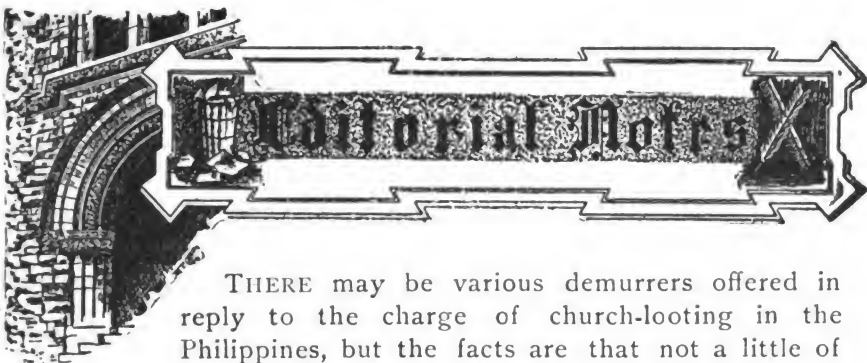 Editorial Notes
THERE may be various demurrers offered in
reply to the charge of church-looting in the
Philippines, but the facts are that not a little of